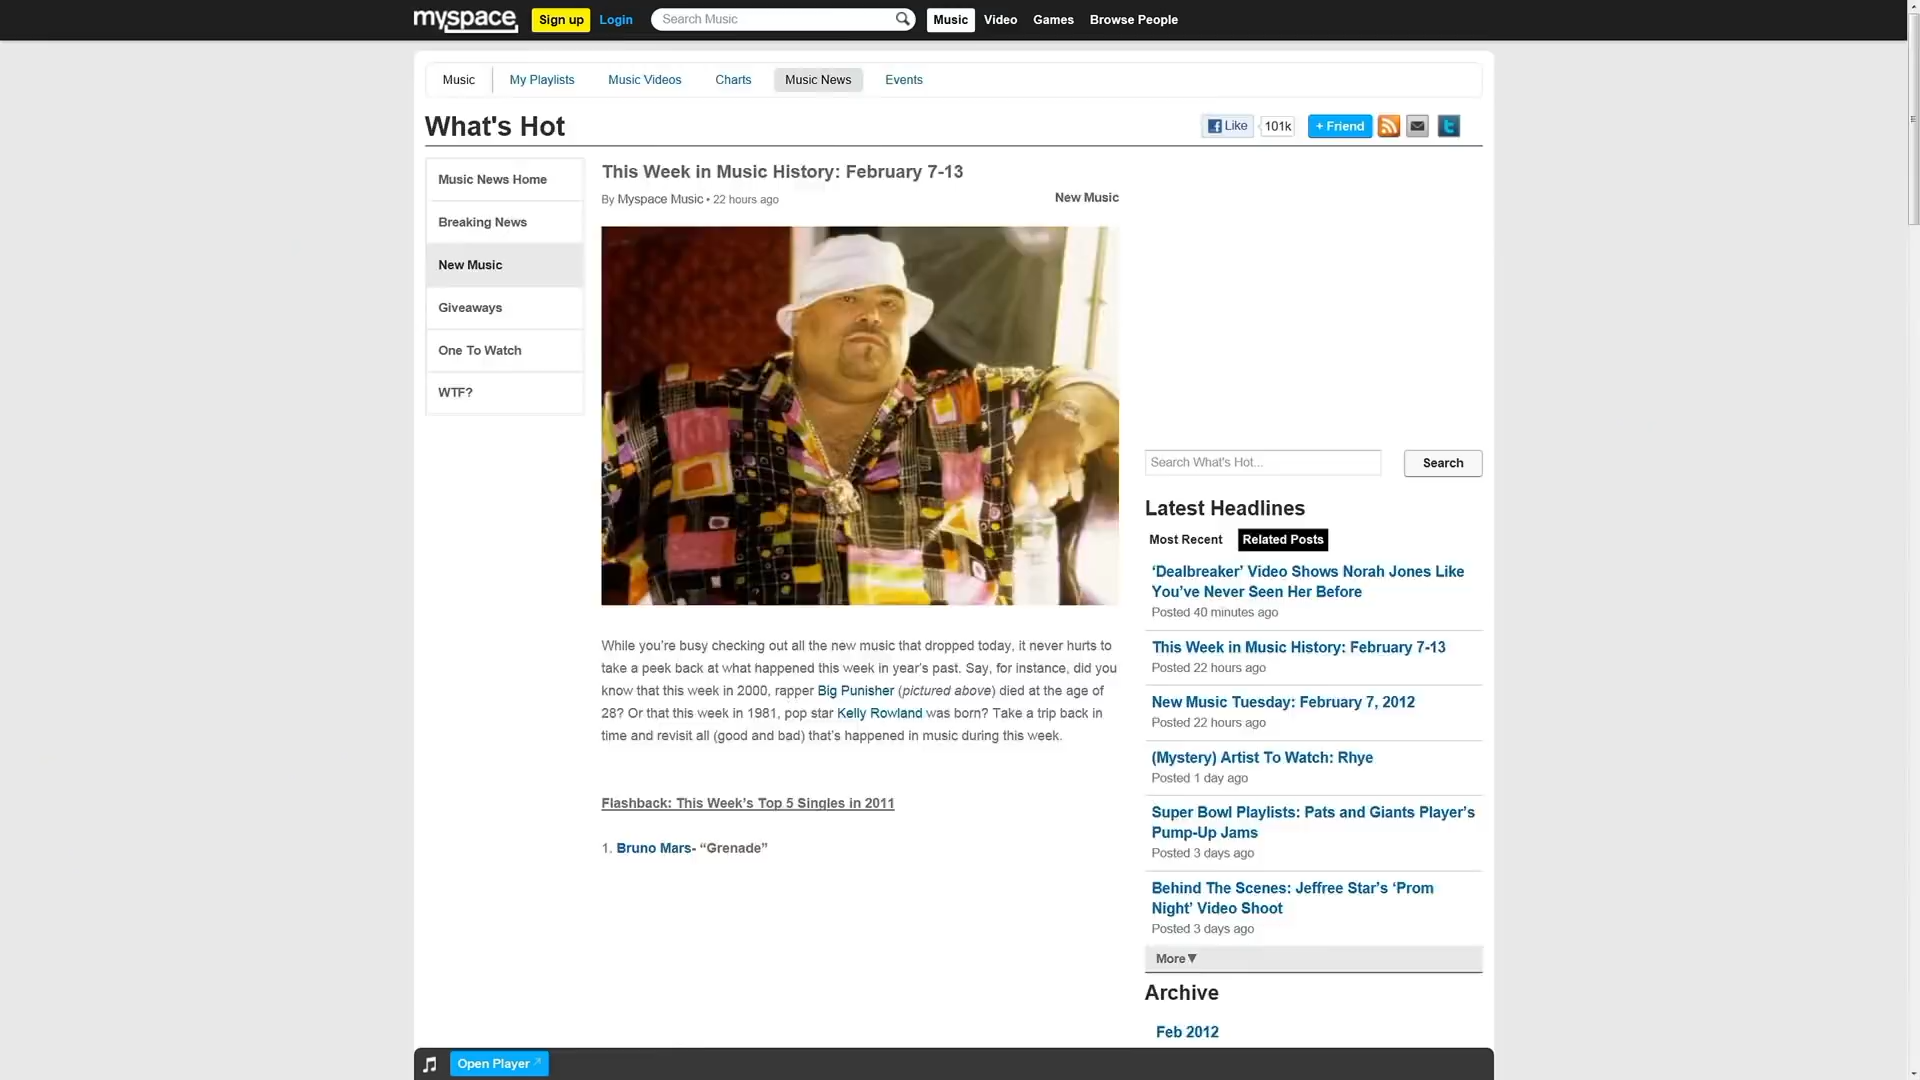 myspace
Sign up
Login
Search Music
Music
Video
Games
Browse People
Music
My Playlists
Music Videos
Charts
Music News
Events
What's Hot
Like
101k
+ Friend
Music News Home
Breaking News
New Music
Giveaways
One To Watch
WTF?
This Week in Music History: February 7-13
By Myspace Music • 22 hours ago
New Music
While you’re busy checking out all the new music that dropped today, it never hurts to
take a peek back at what happened this week in year’s past. Say, for instance, did you
know that this week in 2000, rapper Big Punisher (pictured above) died at the age of
28? Or that this week in 1981, pop star Kelly Rowland was born? Take a trip back in
time and revisit all (good and bad) that’s happened in music during this week.
Flashback: This Week’s Top 5 Singles in 2011
1. Bruno Mars- “Grenade”
Search What's Hot...
Search
Latest Headlines
Most Recent
Related Posts
‘Dealbreaker’ Video Shows Norah Jones Like
You’ve Never Seen Her Before
Posted 40 minutes ago
This Week in Music History: February 7-13
Posted 22 hours ago
New Music Tuesday: February 7, 2012
Posted 22 hours ago
(Mystery) Artist To Watch: Rhye
Posted 1 day ago
Super Bowl Playlists: Pats and Giants Player’s
Pump-Up Jams
Posted 3 days ago
Behind The Scenes: Jeffree Star’s ‘Prom
Night’ Video Shoot
Posted 3 days ago
More▼
Archive
Feb 2012
Open Player